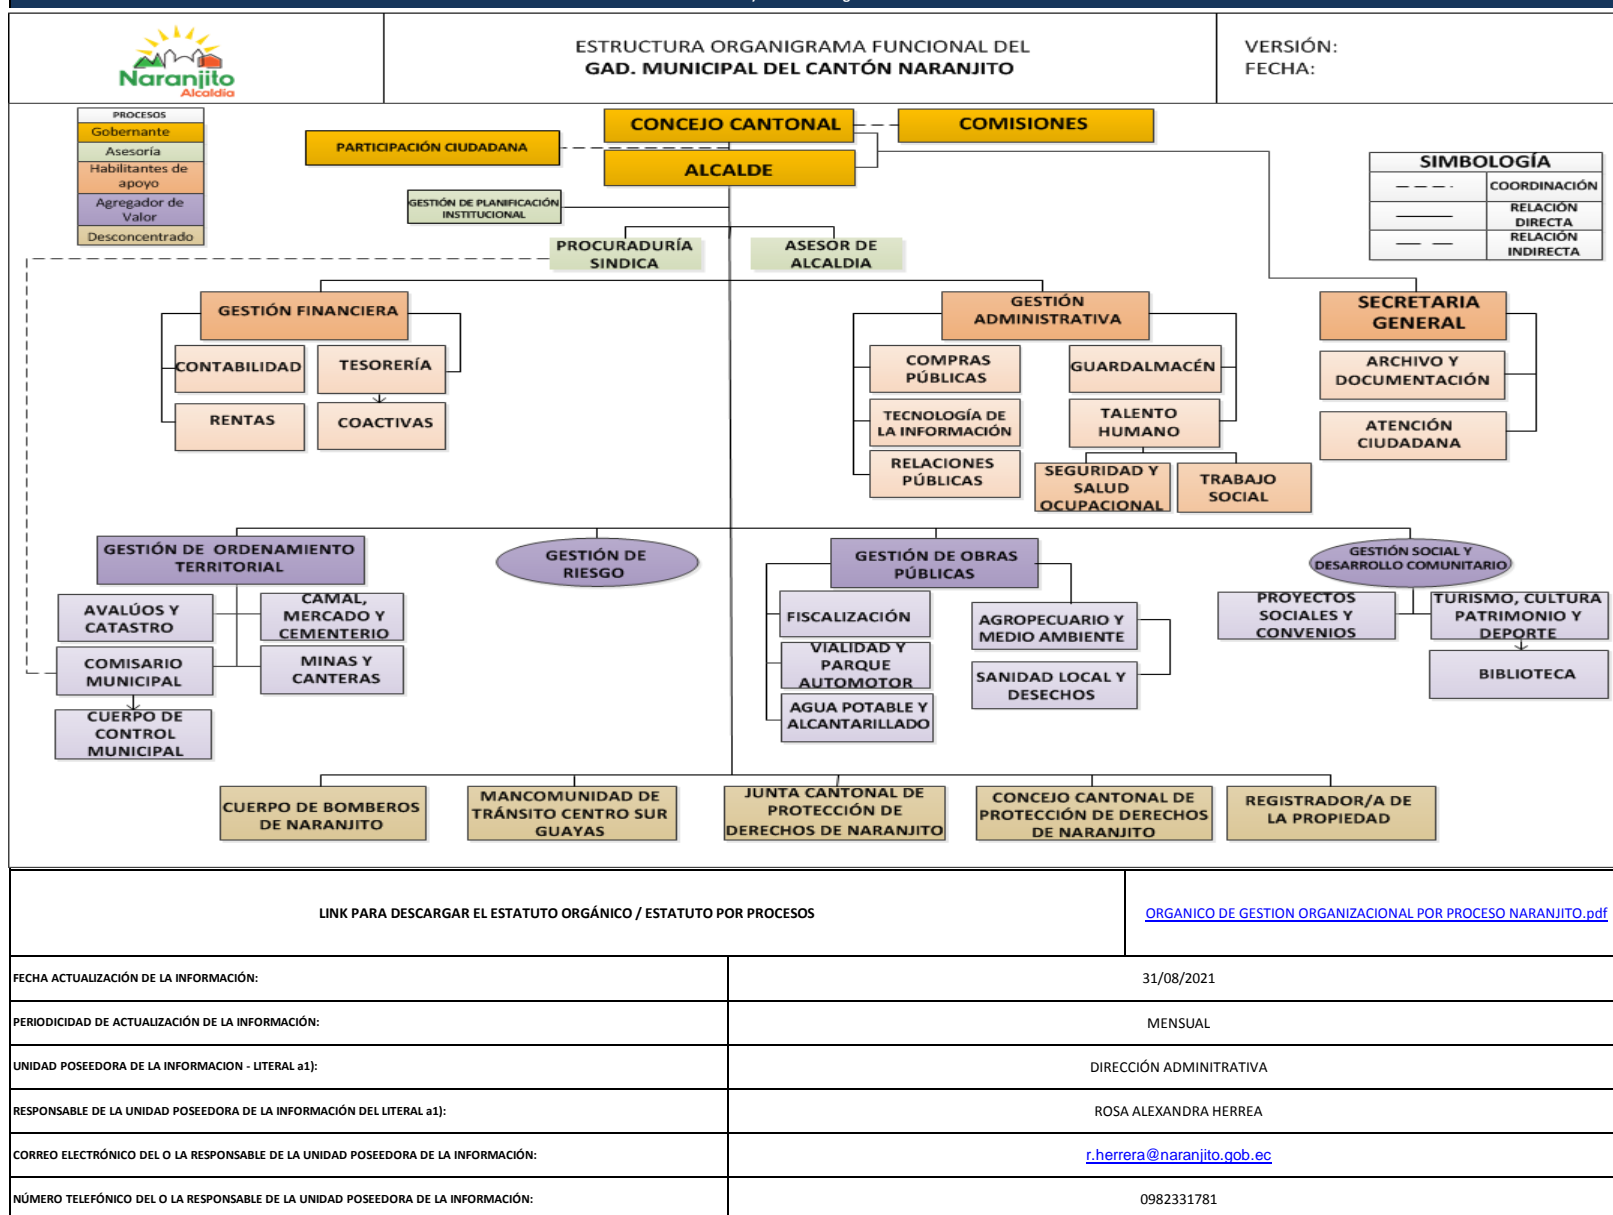 Naranjito
Alcaldía
ESTRUCTURA ORGANIGRAMA FUNCIONAL DEL
GAD. MUNICIPAL DEL CANTÓN NARANJITO
VERSIÓN:
FECHA:
PROCESOS
Gobernante
Asesoría
Habilitantes de
apoyo
Agregador de
Valor
Desconcentrado
CONCEJO CANTONAL
COMISIONES
PARTICIPACIÓN CIUDADANA
ALCALDE
SIMBOLOGÍA
COORDINACIÓN
RELACIÓN
DIRECTA
RELACIÓN
INDIRECTA
GESTIÓN DE PLANIFICACIÓN
INSTITUCIONAL
PROCURADURÍA
SINDICA
ASESOR DE
ALCALDIA
GESTIÓN FINANCIERA
GESTIÓN
ADMINISTRATIVA
SECRETARIA
GENERAL
CONTABILIDAD
TESORERÍA
RENTAS
COACTIVAS
COMPRAS
PÚBLICAS
GUARDALMACÉN
TECNOLOGÍA DE
LA INFORMACIÓN
TALENTO
HUMANO
RELACIONES
PÚBLICAS
SEGURIDAD Y
SALUD
OCUPACIONAL
TRABAJO
SOCIAL
ARCHIVO Y
DOCUMENTACIÓN
ATENCIÓN
CIUDADANA
GESTIÓN DE ORDENAMIENTO
TERRITORIAL
GESTIÓN DE
RIESGO
GESTIÓN DE OBRAS
PÚBLICAS
GESTIÓN SOCIAL Y
DESARROLLO COMUNITARIO
AVALÚOS Y
CATASTRO
CAMAL,
MERCADO Y
CEMENTERIO
COMISARIO
MUNICIPAL
MINAS Y
CANTERAS
CUERPO DE
CONTROL
MUNICIPAL
FISCALIZACIÓN
AGROPECUARIO Y
MEDIO AMBIENTE
VIALIDAD Y
PARQUE
AUTOMOTOR
SANIDAD LOCAL Y
DESECHOS
AGUA POTABLE Y
ALCANTARILLADO
PROYECTOS
SOCIALES Y
CONVENIOS
TURISMO, CULTURA
PATRIMONIO Y
DEPORTE
BIBLIOTECA
CUERPO DE BOMBEROS
DE NARANJITO
MANCOMUNIDAD DE
TRÁNSITO CENTRO SUR
GUAYAS
JUNTA CANTONAL DE
PROTECCIÓN DE
DERECHOS DE NARANJITO
CONCEJO CANTONAL DE
PROTECCIÓN DE DERECHOS
DE NARANJITO
REGISTRADOR/A DE
LA PROPIEDAD
LINK PARA DESCARGAR EL ESTATUTO ORGÁNICO / ESTATUTO POR PROCESOS
ORGANICO DE GESTION ORGANIZACIONAL POR PROCESO NARANJITO.pdf
FECHA ACTUALIZACIÓN DE LA INFORMACIÓN:
31/08/2021
PERIODICIDAD DE ACTUALIZACIÓN DE LA INFORMACIÓN:
MENSUAL
UNIDAD POSEEDORA DE LA INFORMACION - LITERAL a1):
DIRECCIÓN ADMINITRATIVA
RESPONSABLE DE LA UNIDAD POSEEDORA DE LA INFORMACIÓN DEL LITERAL a1):
ROSA ALEXANDRA HERREA
CORREO ELECTRÓNICO DEL O LA RESPONSABLE DE LA UNIDAD POSEEDORA DE LA INFORMACIÓN:
r.herrera@naranjito.gob.ec
NÚMERO TELEFÓNICO DEL O LA RESPONSABLE DE LA UNIDAD POSEEDORA DE LA INFORMACIÓN:
0982331781